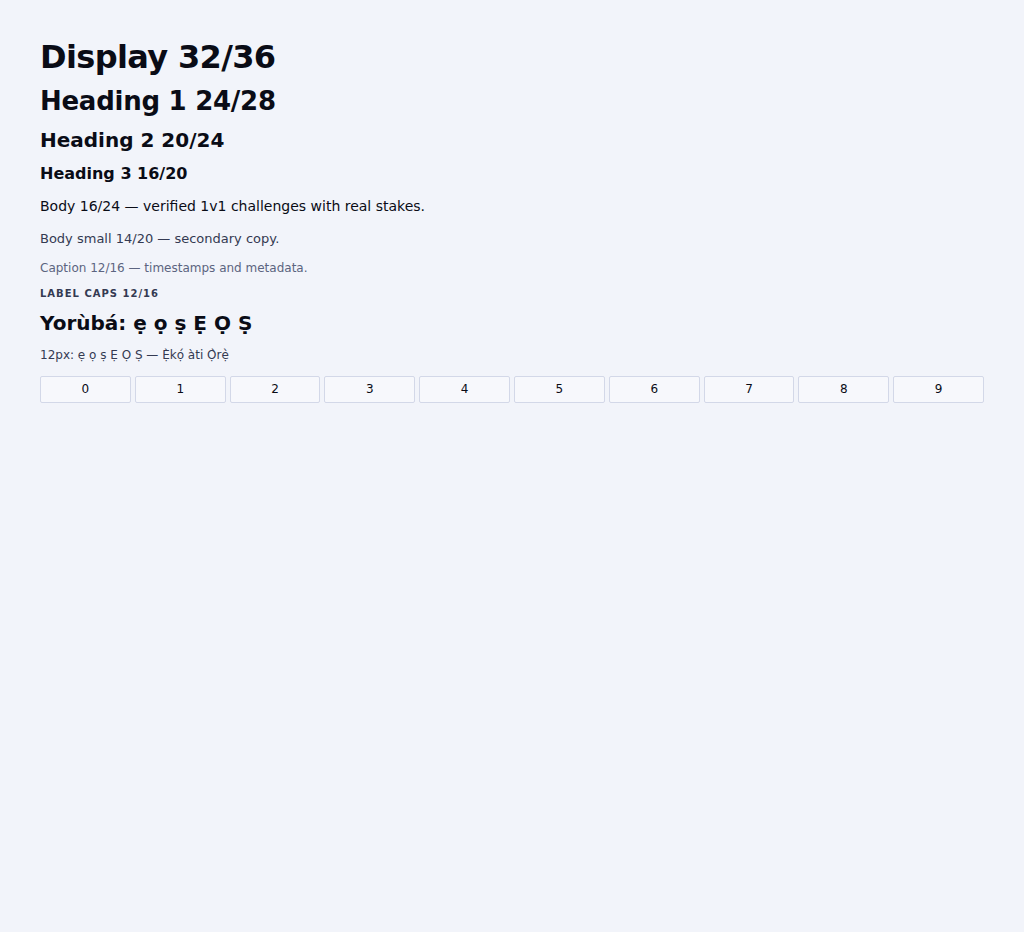 Display 32/36
Heading 1 24/28
Heading 2 20/24
Heading 3 16/20
Body 16/24 — verified 1v1 challenges with real stakes.
Body small 14/20 — secondary copy.
Caption 12/16 — timestamps and metadata.
LABEL CAPS 12/16
Yorùbá: ẹ ọ ṣ Ẹ Ọ Ṣ
12px: ẹ ọ ṣ Ẹ Ọ Ṣ — Ẹ̀kọ́ àti Ọ̀rẹ̀
0 1 2 3 4 5 6 7 8 9